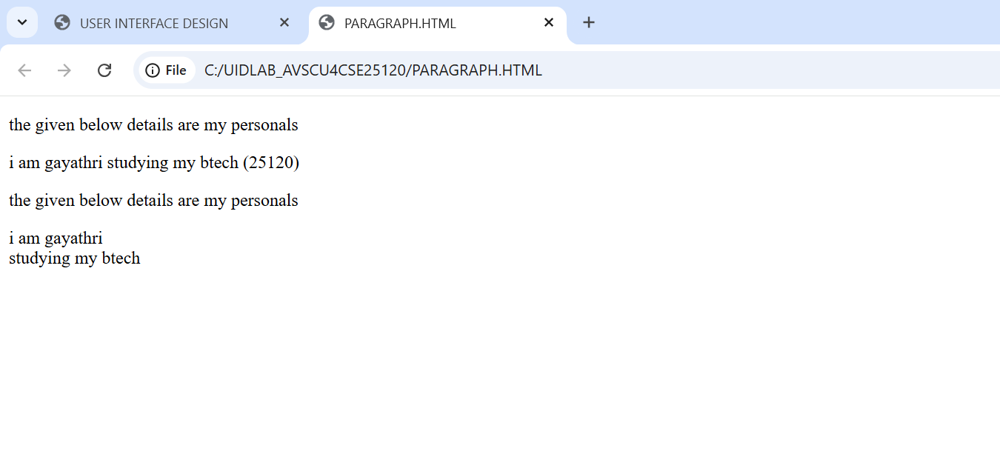 USER INTERFACE DESIGN
PARAGRAPH.HTML
File
C:/UIDLAB_AVSCU4CSE25120/PARAGRAPH.HTML
the given below details are my personals
i am gayathri studying my btech (25120)
the given below details are my personals
i am gayathri
studying my btech